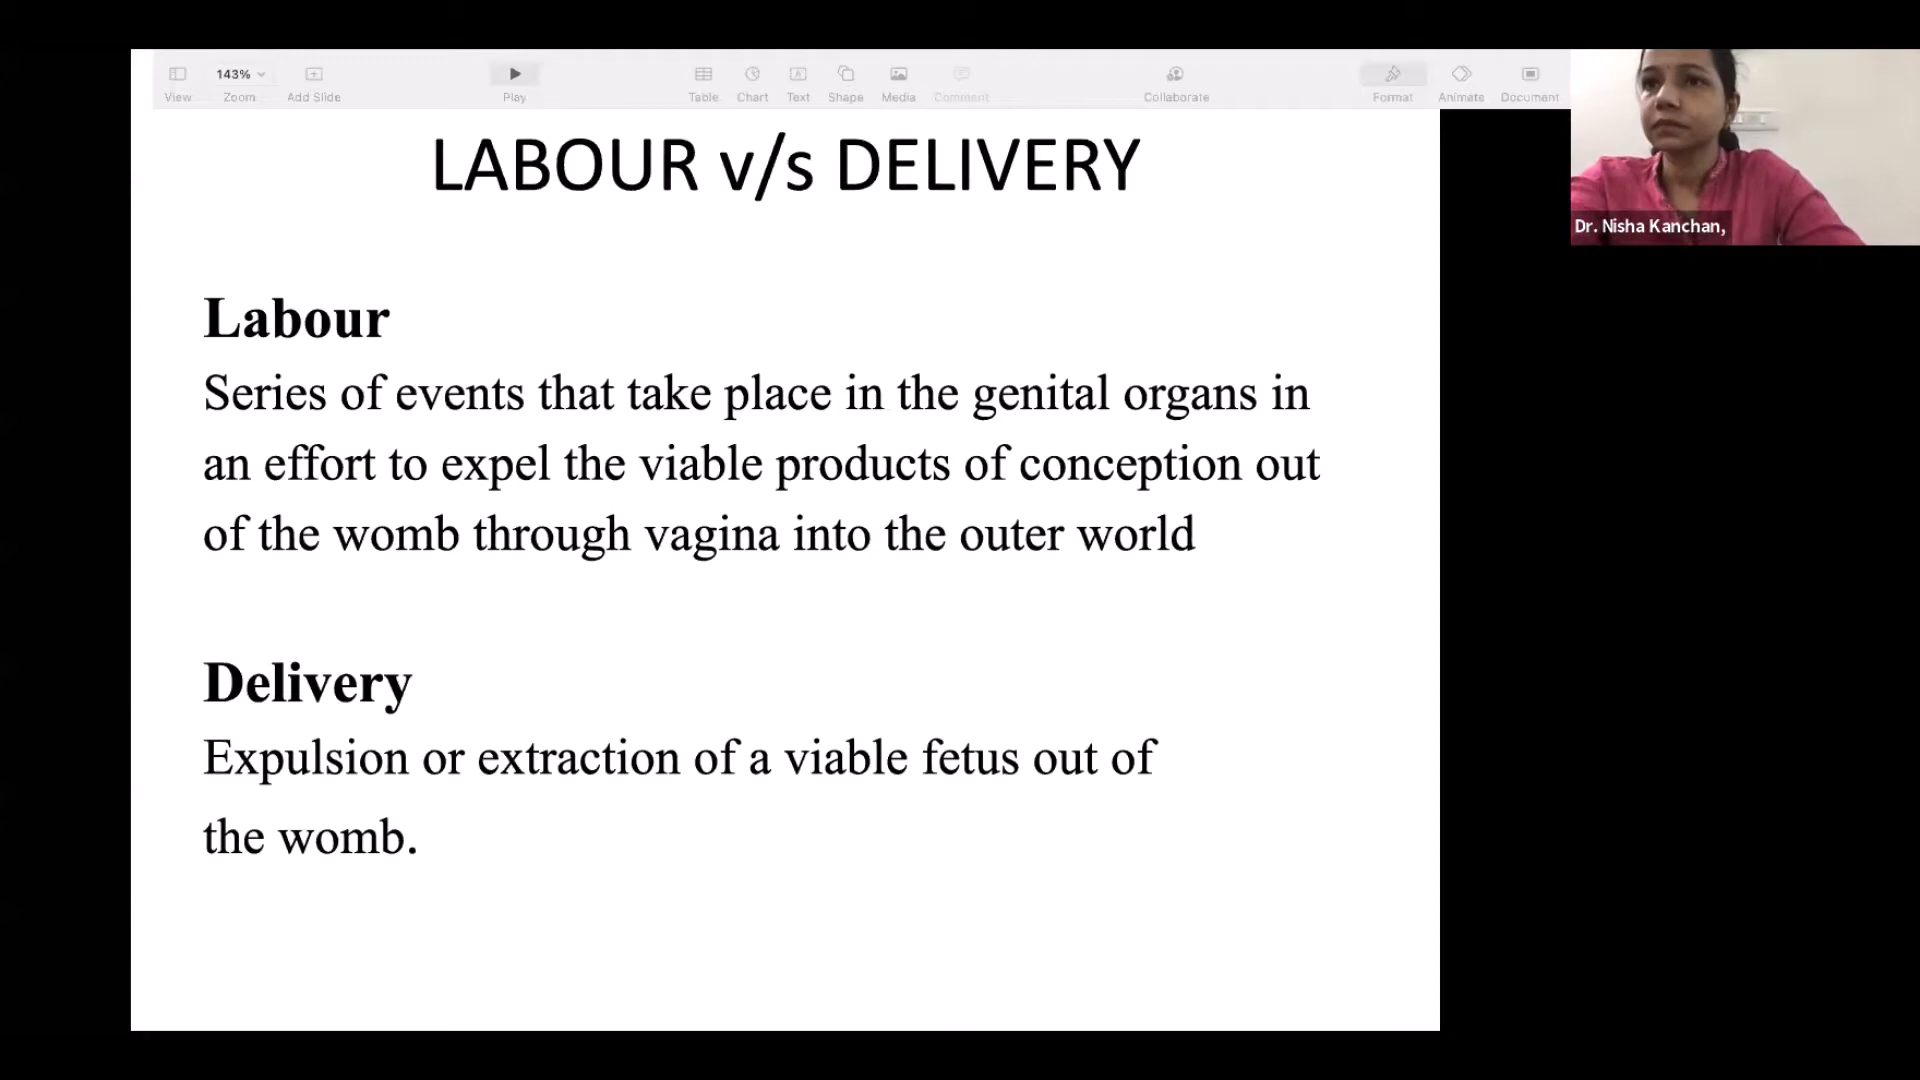 143%
View Zoom Add Slide Play Table Chart Text Shape Media Comment Collaborate Format Animate Document
LABOUR v/s DELIVERY
Dr. Nisha Kanchan,
Labour
Series of events that take place in the genital organs in
an effort to expel the viable products of conception out
of the womb through vagina into the outer world
Delivery
Expulsion or extraction of a viable fetus out of
the womb.